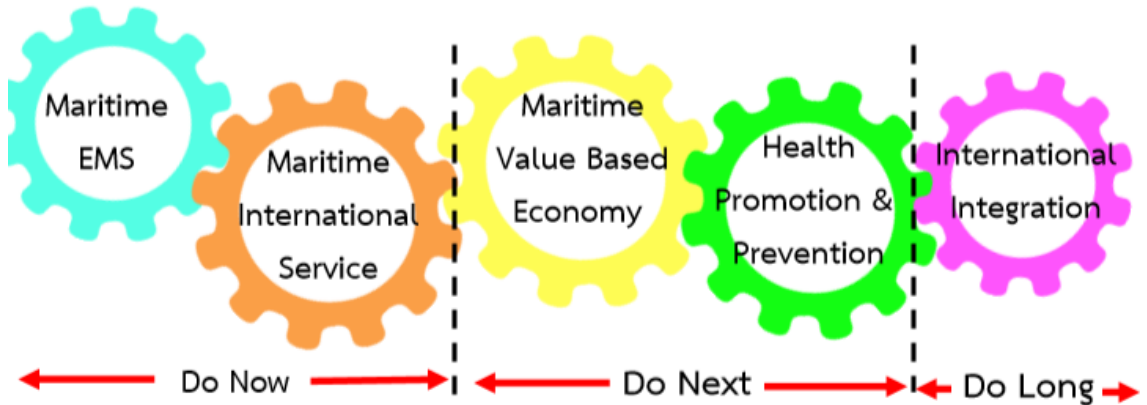 Maritime
EMS
Maritime
International
Service
Maritime
Value Based
Economy
Health
Promotion &
Prevention
International
Integration
Do Now
Do Next
Do Long